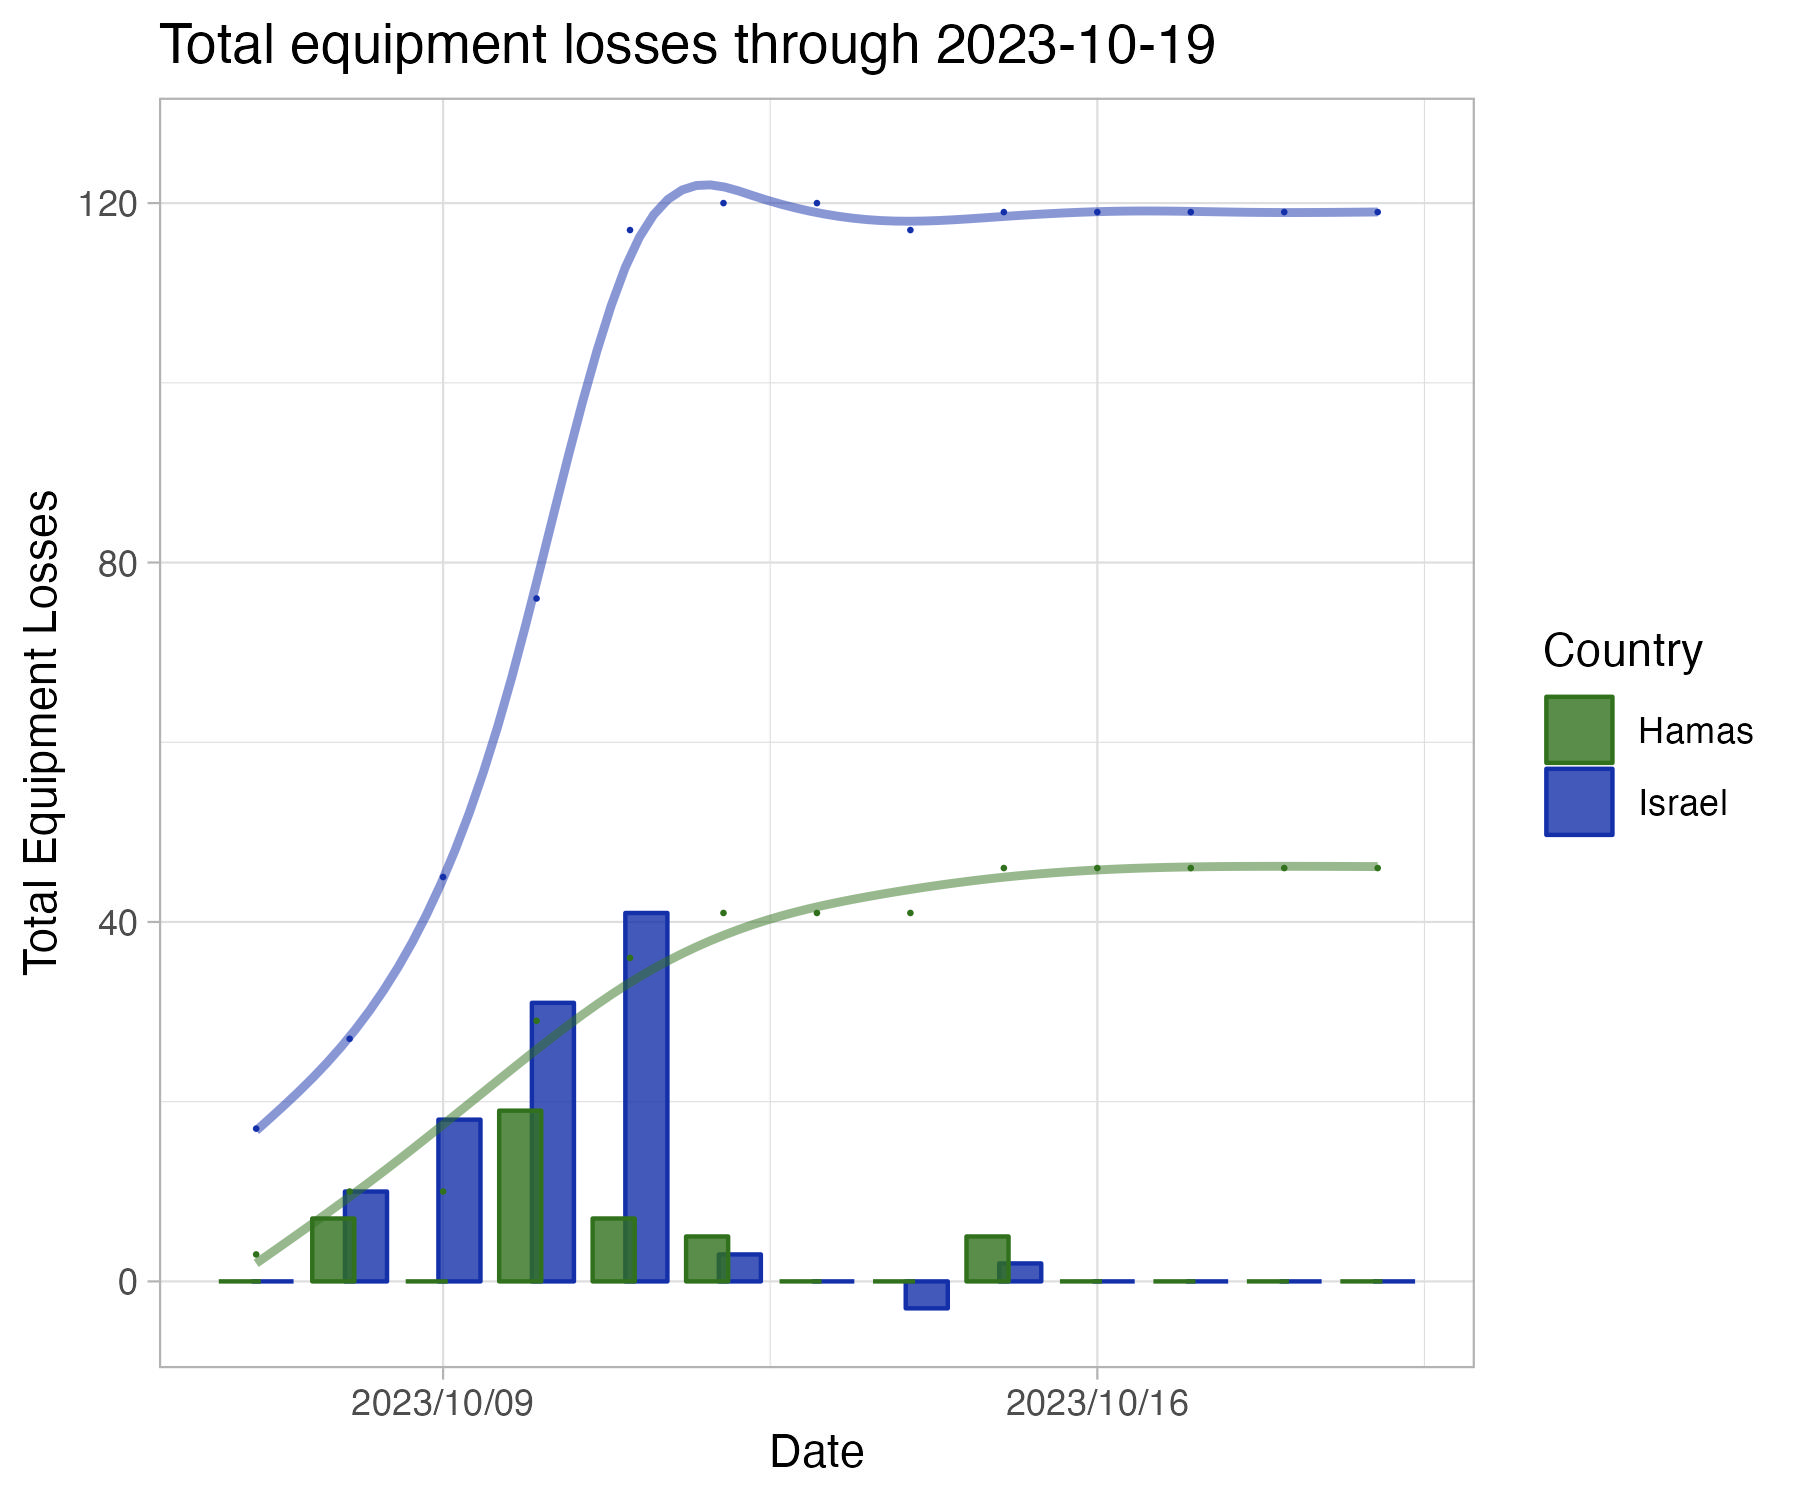 Total equipment losses through 2023-10-19
Total Equipment Losses
120
80
40
0
2023/10/09
2023/10/16
Date
Country
Hamas
Israel